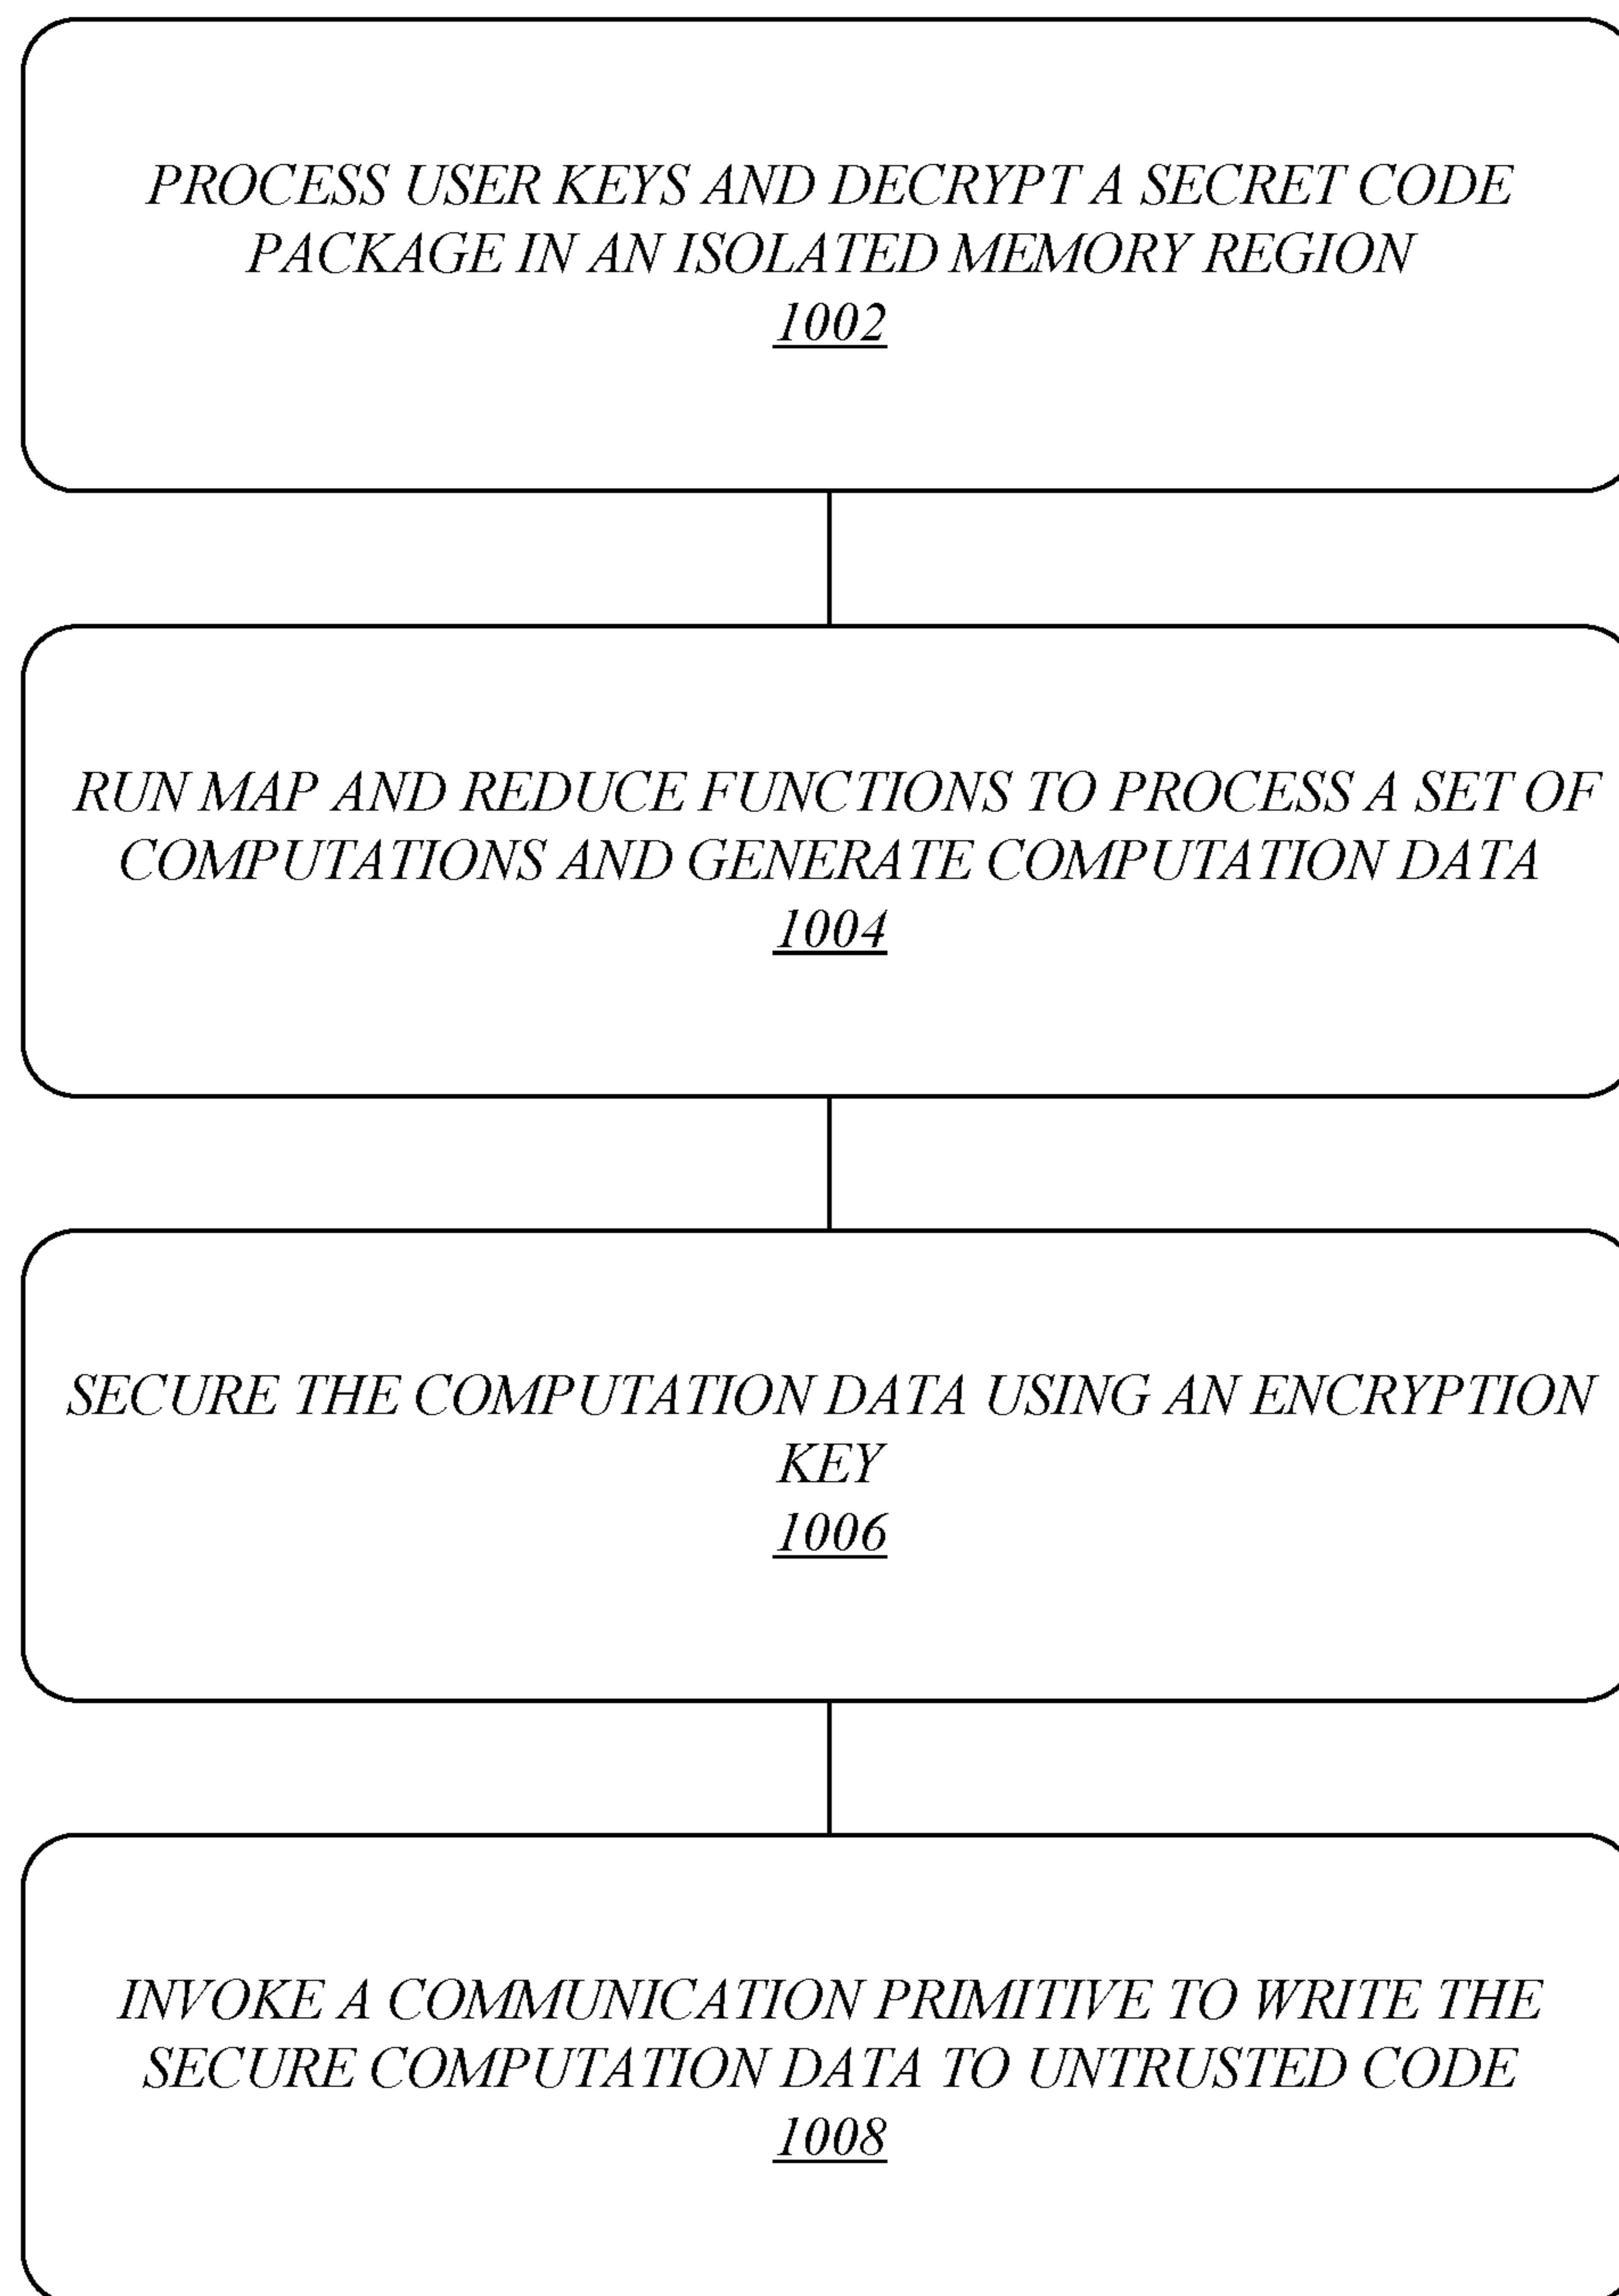 PROCESS USER KEYS AND DECRYPT A SECRET CODE
PACKAGE IN AN ISOLATED MEMORY REGION
1002
RUN MAP AND REDUCE FUNCTIONS TO PROCESS A SET OF
COMPUTATIONS AND GENERATE COMPUTATION DATA
1004
SECURE THE COMPUTATION DATA USING AN ENCRYPTION
KEY
1006
INVOKE A COMMUNICATION PRIMITIVE TO WRITE THE
SECURE COMPUTATION DATA TO UNTRUSTED CODE
1008